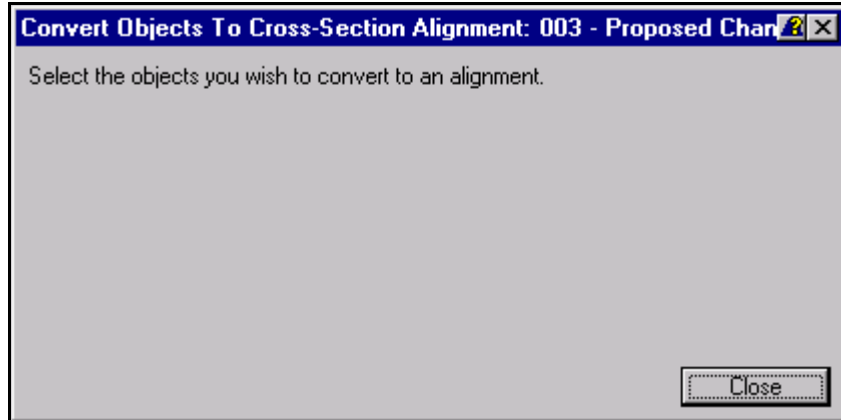 Convert Objects To Cross-Section Alignment: 003 - Proposed Chan
Select the objects you wish to convert to an alignment.
Close